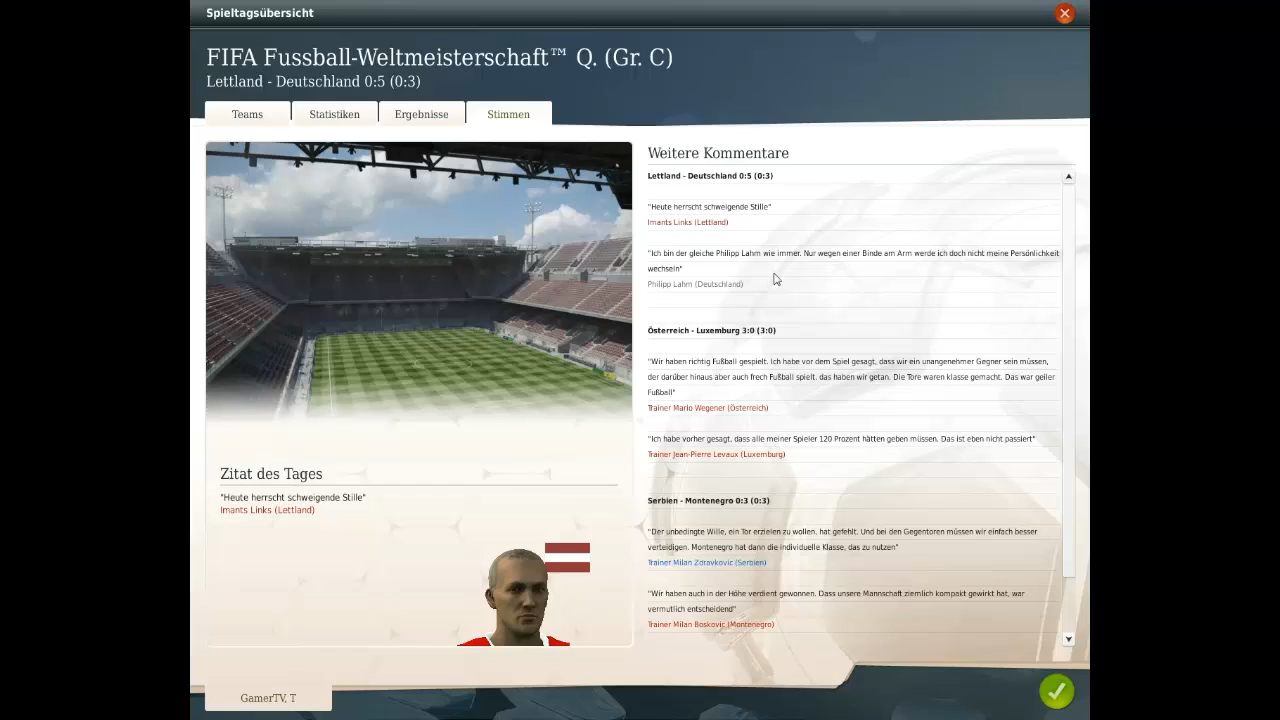 Spieltagsübersicht
FIFA Fussball-Weltmeisterschaft™ Q. (Gr. C)
Lettland - Deutschland 0:5 (0:3)
Teams
Statistiken
Ergebnisse
Stimmen
Zitat des Tages
"Heute herrscht schweigende Stille"
Imants Links (Lettland)
Weitere Kommentare
Lettland - Deutschland 0:5 (0:3)
"Heute herrscht schweigende Stille"
Imants Links (Lettland)
"Ich bin der gleiche Philipp Lahm wie immer. Nur wegen einer Binde am Arm werde ich doch nicht meine Persönlichkeit
wechseln"
Philipp Lahm (Deutschland)
Österreich - Luxemburg 3:0 (3:0)
"Wir haben richtig Fußball gespielt. Ich habe vor dem Spiel gesagt, dass wir ein unangenehmer Gegner sein müssen,
der darüber hinaus aber auch frech Fußball spielt, das haben wir getan. Die Tore waren klasse gemacht. Das war geiler
Fußball"
Trainer Mario Wegener (Österreich)
"Ich habe vorher gesagt, dass alle meiner Spieler 120 Prozent hätten geben müssen. Das ist eben nicht passiert"
Trainer Jean-Pierre Levaux (Luxemburg)
Serbien - Montenegro 0:3 (0:3)
"Der unbedingte Wille, ein Tor erzielen zu wollen, hat gefehlt. Und bei den Gegentoren müssen wir einfach besser
verteidigen. Montenegro hat dann die individuelle Klasse, das zu nutzen"
Trainer Milan Zdravkovic (Serbien)
"Wir haben auch in der Höhe verdient gewonnen. Dass unsere Mannschaft ziemlich kompakt gewirkt hat, war
vermutlich entscheidend"
Trainer Milan Boskovic (Montenegro)
GamerTV, T